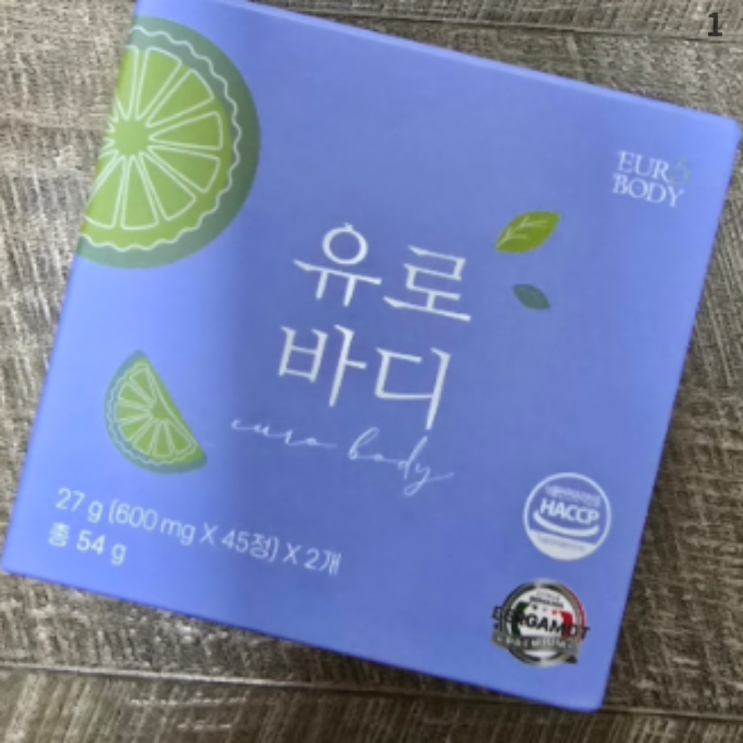 1
EURO
BODY
유로
바디
euro body
27 g (600 mg X 45정) X 2개
총 54 g
HACCP
BERGAMOT